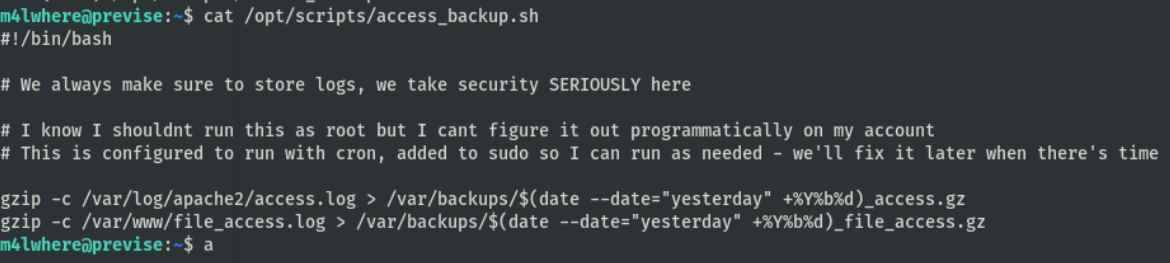 m4lwhere@previse:~$ cat /opt/scripts/access_backup.sh
#!/bin/bash
# We always make sure to store logs, we take security SERIOUSLY here
# I know I shouldnt run this as root but I cant figure it out programmatically on my account
# This is configured to run with cron, added to sudo so I can run as needed - we'll fix it later when there's time
gzip -c /var/log/apache2/access.log > /var/backups/$(date --date="yesterday" +%Y%b%d)_access.gz
gzip -c /var/www/file_access.log > /var/backups/$(date --date="yesterday" +%Y%b%d)_file_access.gz
m4lwhere@previse:~$ a